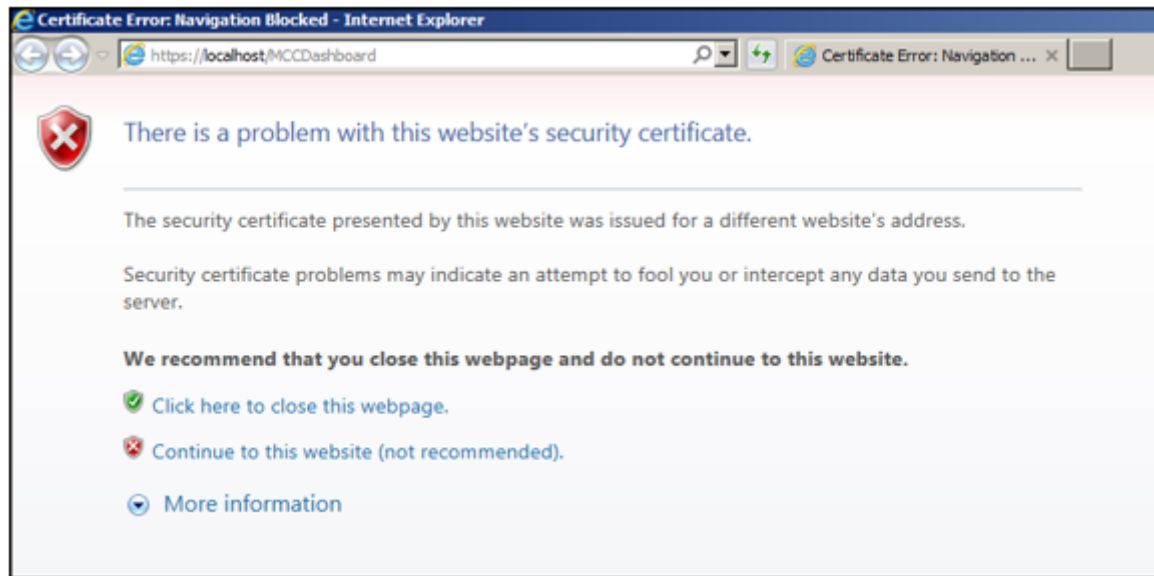 Certificate Error: Navigation Blocked - Internet Explorer
https://localhost/MCCDashboard
Certificate Error: Navigation ...
There is a problem with this website's security certificate.
The security certificate presented by this website was issued for a different website's address.
Security certificate problems may indicate an attempt to fool you or intercept any data you send to the
server.
We recommend that you close this webpage and do not continue to this website.
Click here to close this webpage.
Continue to this website (not recommended).
More information